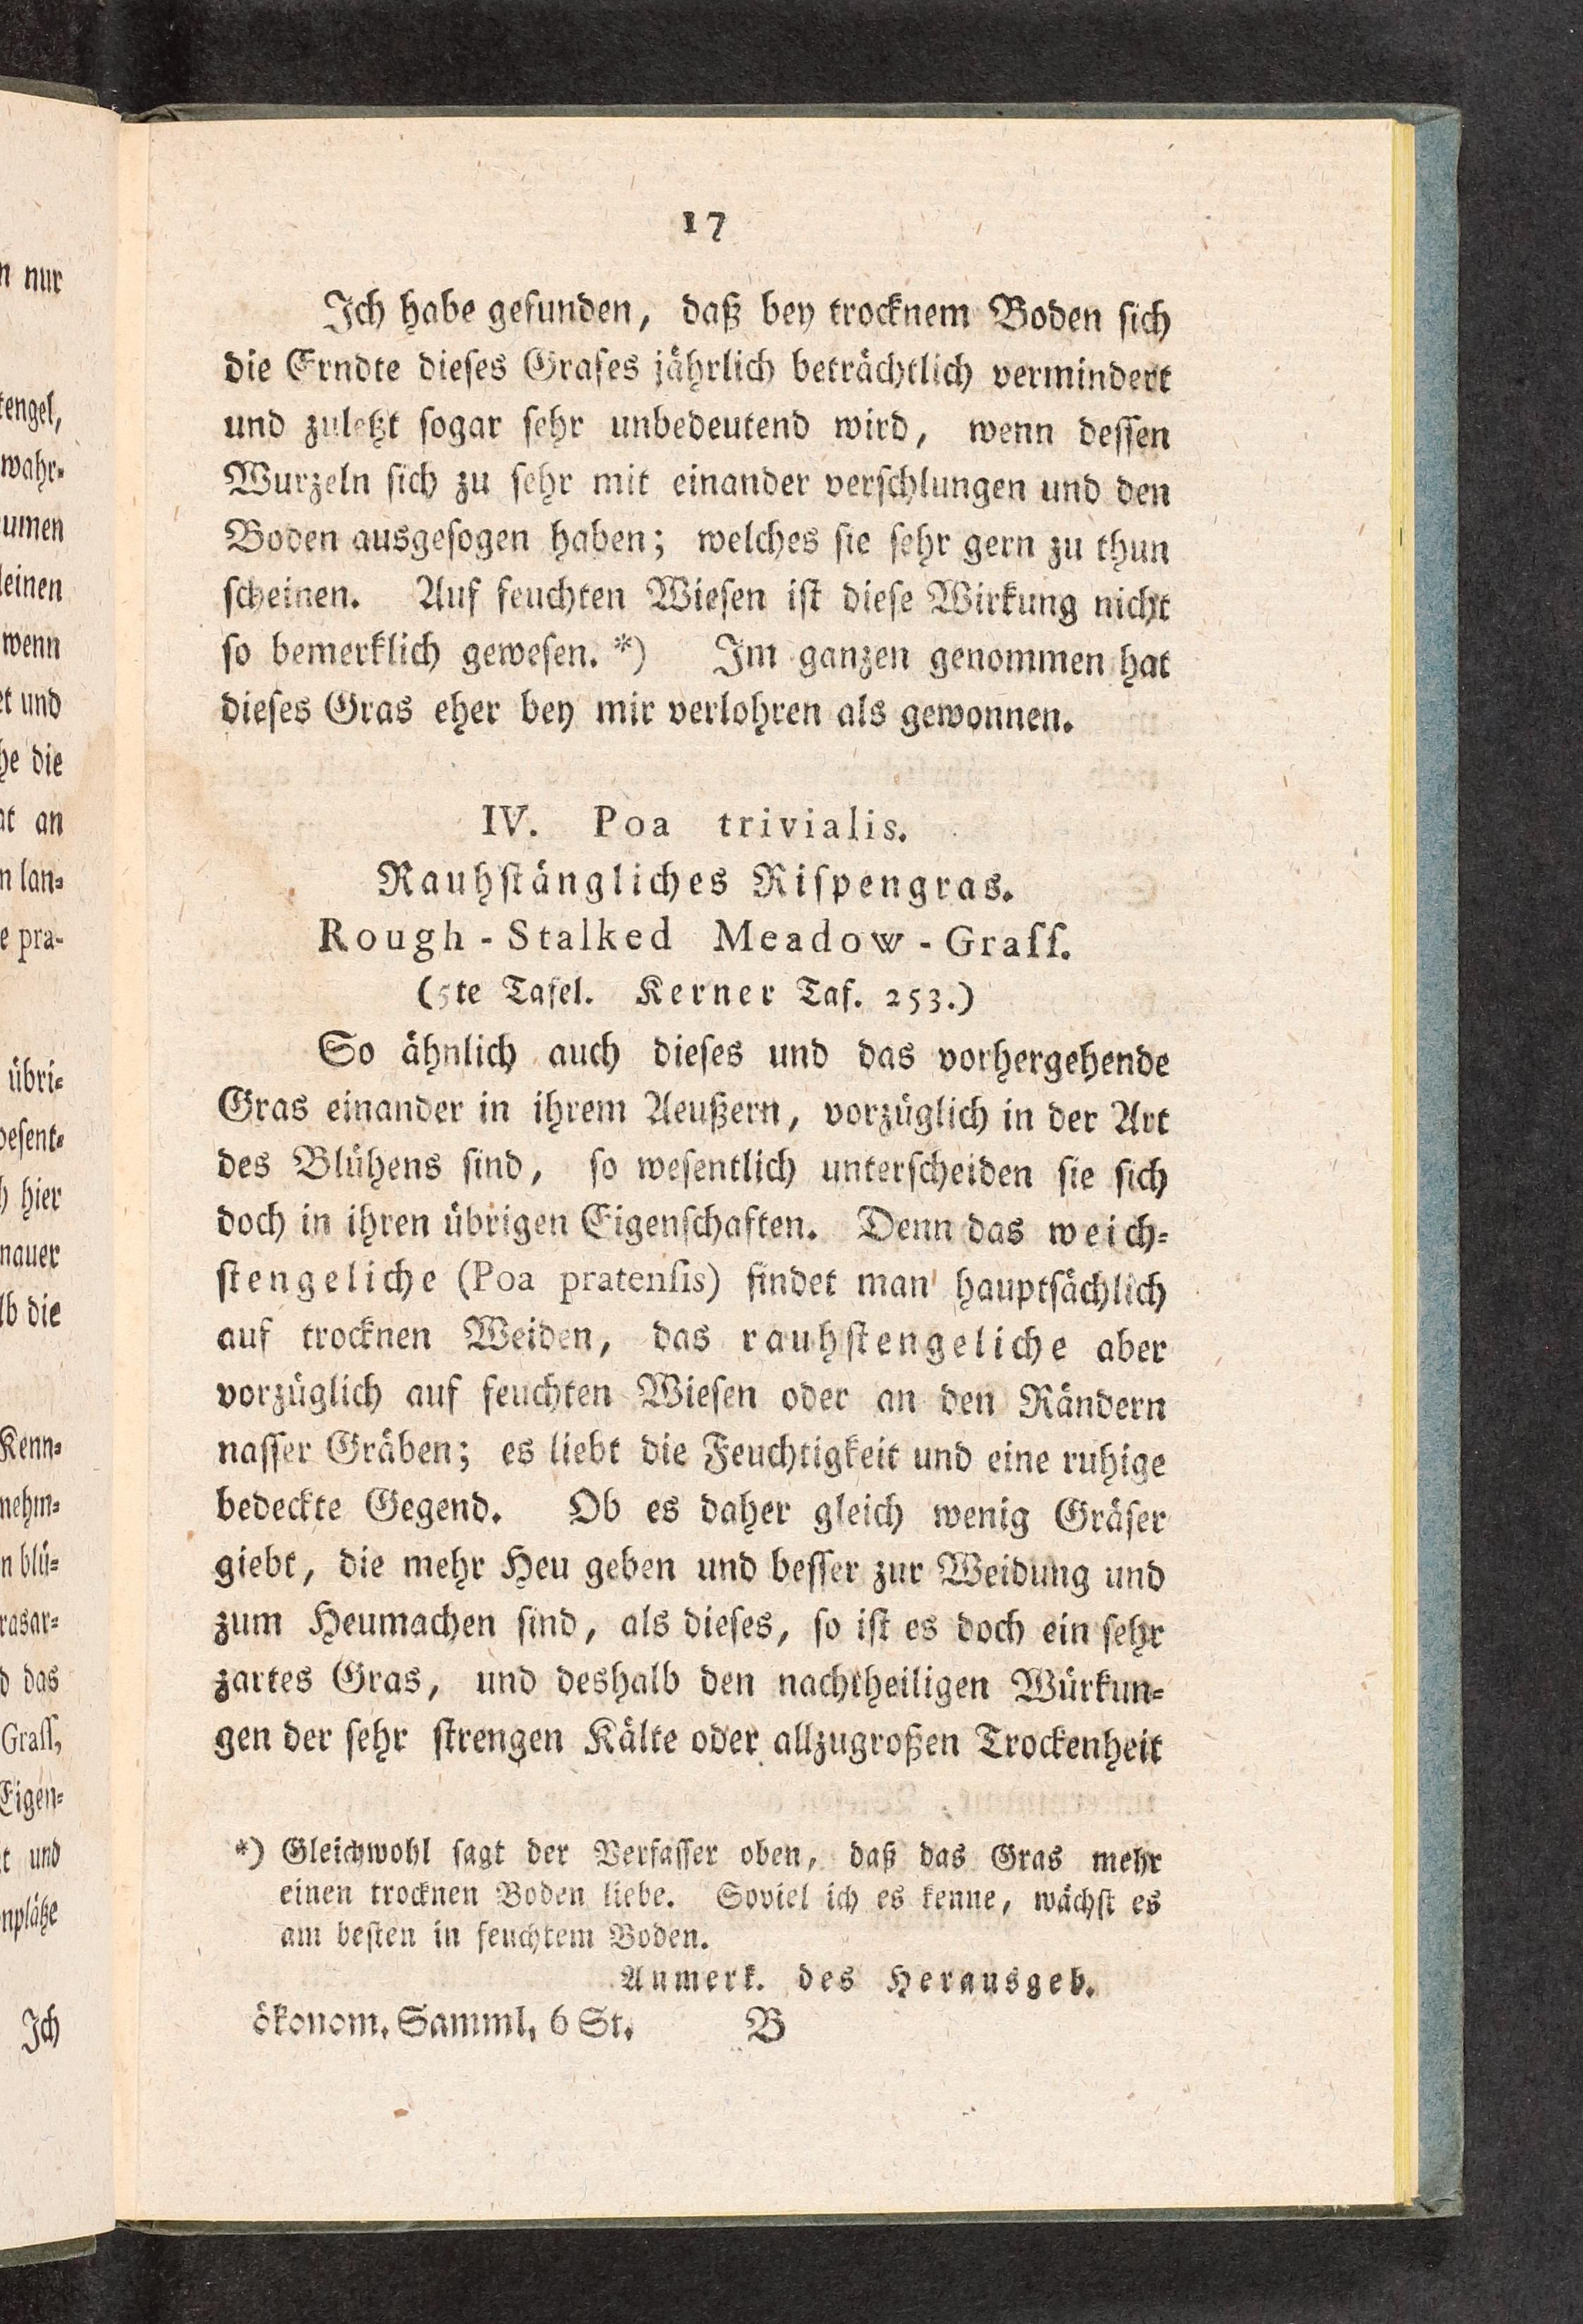 17
Ich habe gefunden, daß bey trocknem Boden sich
die Erndte dieses Grases jährlich beträchtlich vermindert
und zuletzt sogar sehr unbedeutend wird, wenn dessen
Wurzeln sich zu sehr mit einander verschlungen und den
Boden ausgesogen haben; welches sie sehr gern zu thun
scheinen. Auf feuchten Wiesen ist diese Wirkung nicht
so bemerklich gewesen. *) Im ganzen genommen hat
dieses Gras eher bey mir verlohren als gewonnen.
IV. Poa trivialis.
Rauhstängliches Rispengras.
Rough-Stalked Meadow-Grass.
(5te Tafel. Kerner Taf. 253.)
So ähnlich auch dieses und das vorhergehende
Gras einander in ihrem Aeußern, vorzüglich in der Art
des Blühens sind, so wesentlich unterscheiden sie sich
doch in ihren übrigen Eigenschaften. Denn das weich-
stengeliche (Poa pratensis) findet man hauptsächlich
auf trocknen Weiden, das rauhstengeliche aber
vorzüglich auf feuchten Wiesen oder an den Rändern
nasser Gräben; es liebt die Feuchtigkeit und eine ruhige
bedeckte Gegend. Ob es daher gleich wenig Gräser
giebt, die mehr Heu geben und besser zur Weidung und
zum Heumachen sind, als dieses, so ist es doch ein sehr
zartes Gras, und deshalb den nachtheiligen Würkun-
gen der sehr strengen Kälte oder allzugroßen Trockenheit
*) Gleichwohl sagt der Verfasser oben, daß das Gras mehr
einen trocknen Boden liebe. Soviel ich es kenne, wächst es
am besten in feuchtem Boden.
Anmerk. des Herausgeb.
ökonom. Samml. 6 St. B